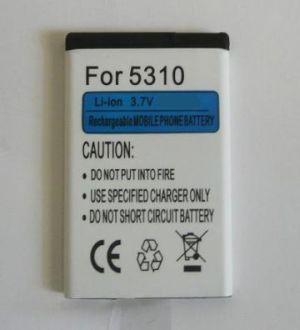 For 5310
Li-ion 3.7V
Rechargeable MOBILE PHONE BATTERY
CAUTION:
• DO NOT PUT INTO FIRE
• USE SPECIFIED CHARGER ONLY
• DO NOT SHORT CIRCUIT BATTERY
CE